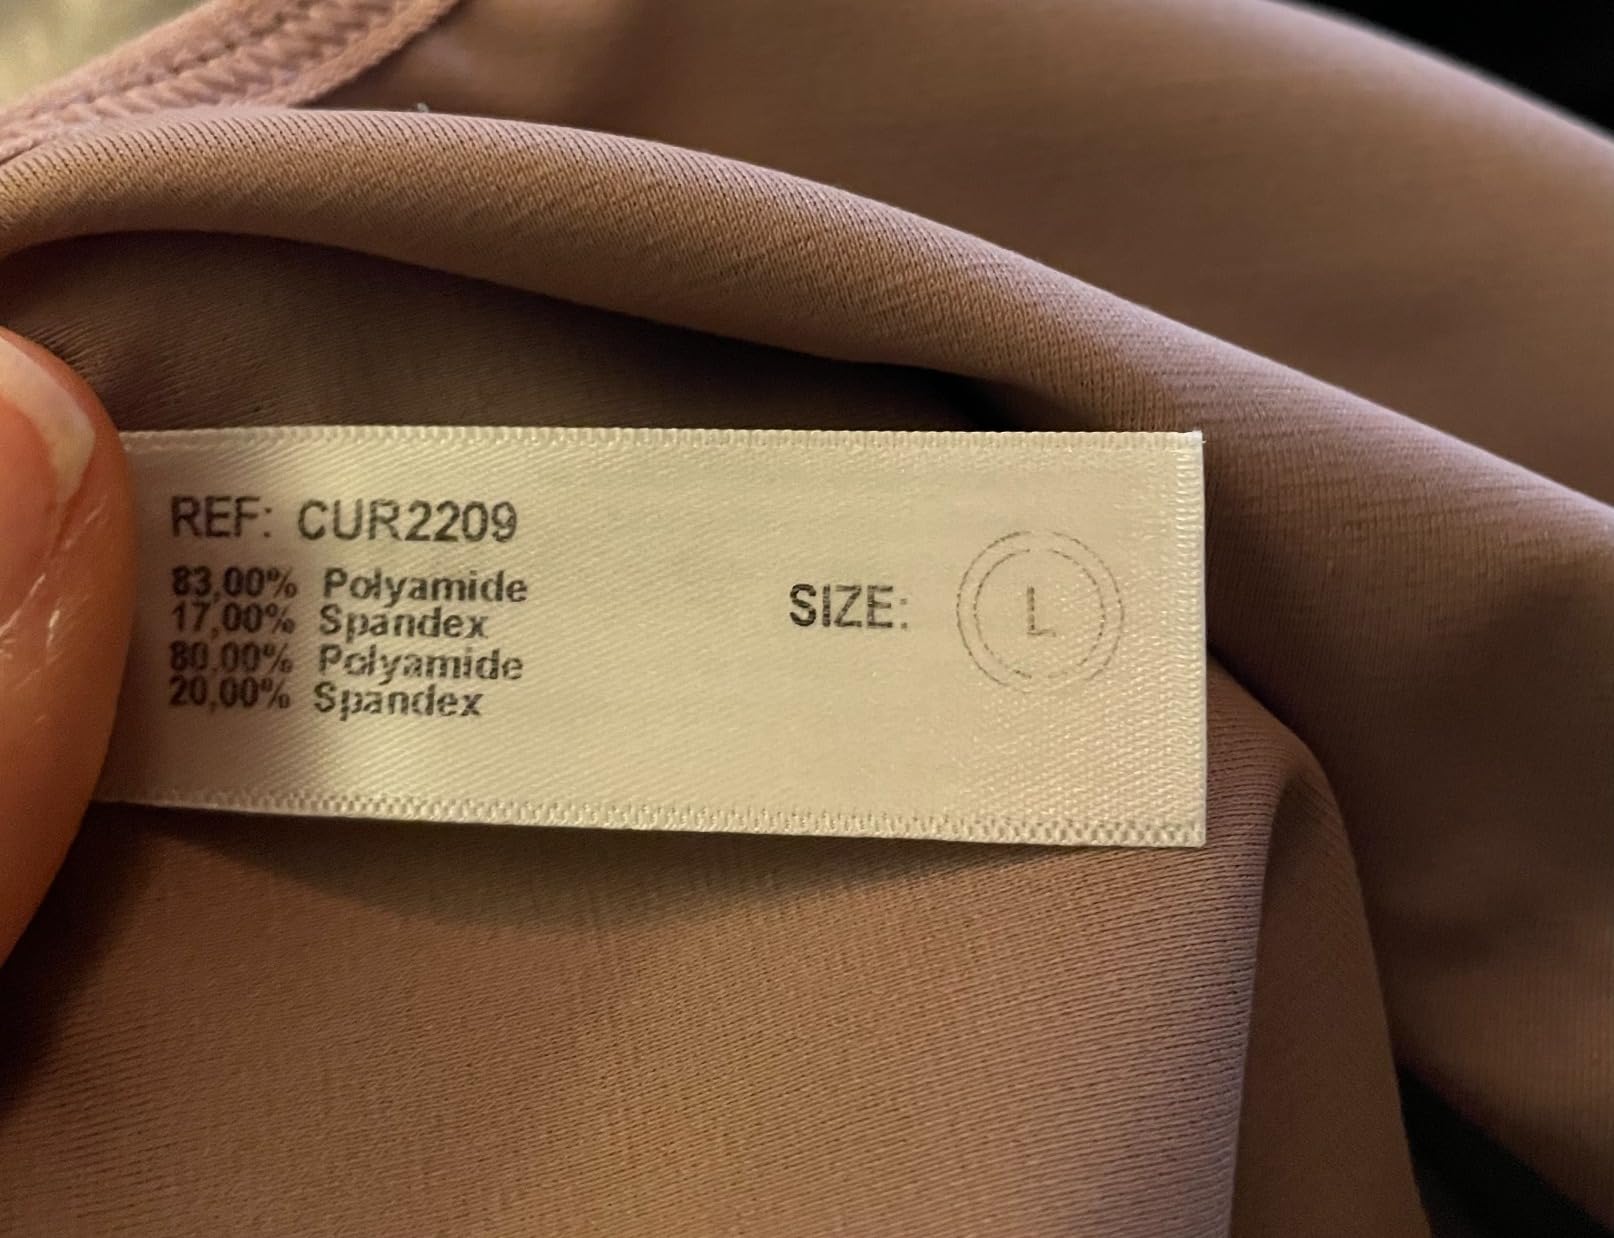 REF: CUR2209
83,00% Polyamide
17,00% Spandex
80,00% Polyamide
20,00% Spandex
SIZE: L